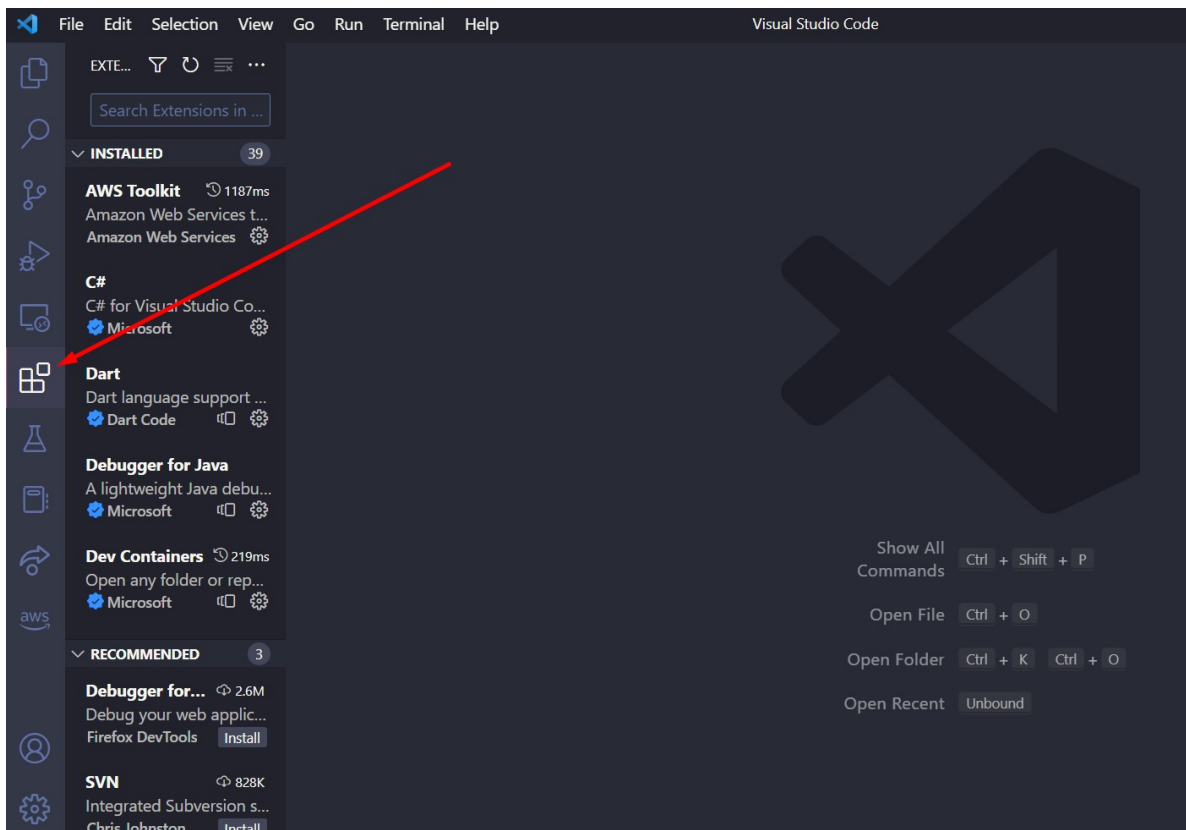 File Edit Selection View Go Run Terminal Help
Visual Studio Code
EXTE...
Search Extensions in ...
INSTALLED 39
AWS Toolkit 1187ms
Amazon Web Services t...
Amazon Web Services
C#
C# for Visual Studio Co...
Microsoft
Dart
Dart language support ...
Dart Code
Debugger for Java
A lightweight Java debu...
Microsoft
Dev Containers 219ms
Open any folder or rep...
Microsoft
aws
RECOMMENDED 3
Debugger for... 2.6M
Debug your web applic...
Firefox DevTools Install
SVN 828K
Integrated Subversion s...
Chris Johnston Install
Show All
Commands Ctrl + Shift + P
Open File Ctrl + O
Open Folder Ctrl + K Ctrl + O
Open Recent Unbound